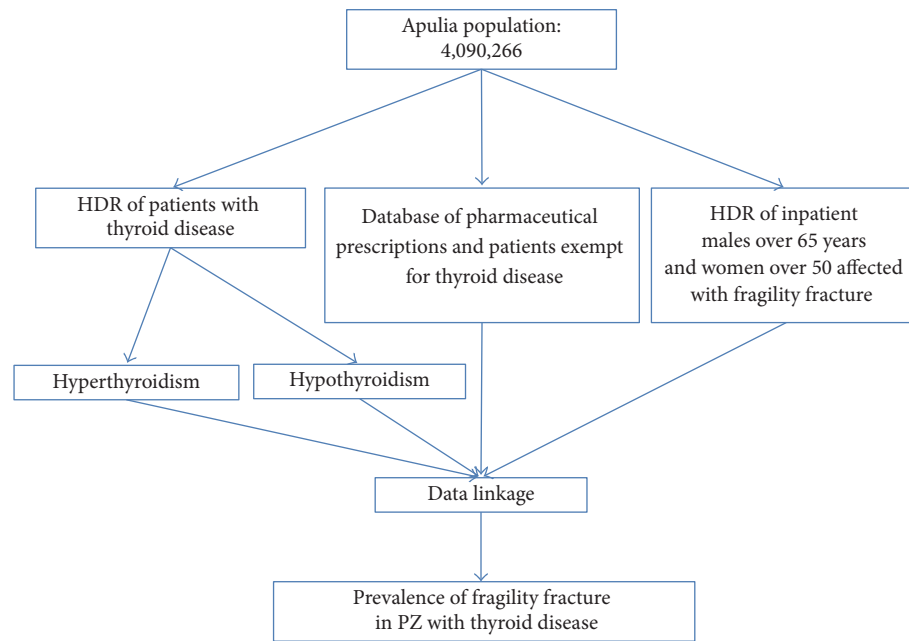 Apulia population:
4,090,266
HDR of patients with
thyroid disease
Database of pharmaceutical
prescriptions and patients exempt
for thyroid disease
HDR of inpatient
males over 65 years
and women over 50 affected
with fragility fracture
Hyperthyroidism
Hypothyroidism
Data linkage
Prevalence of fragility fracture
in PZ with thyroid disease